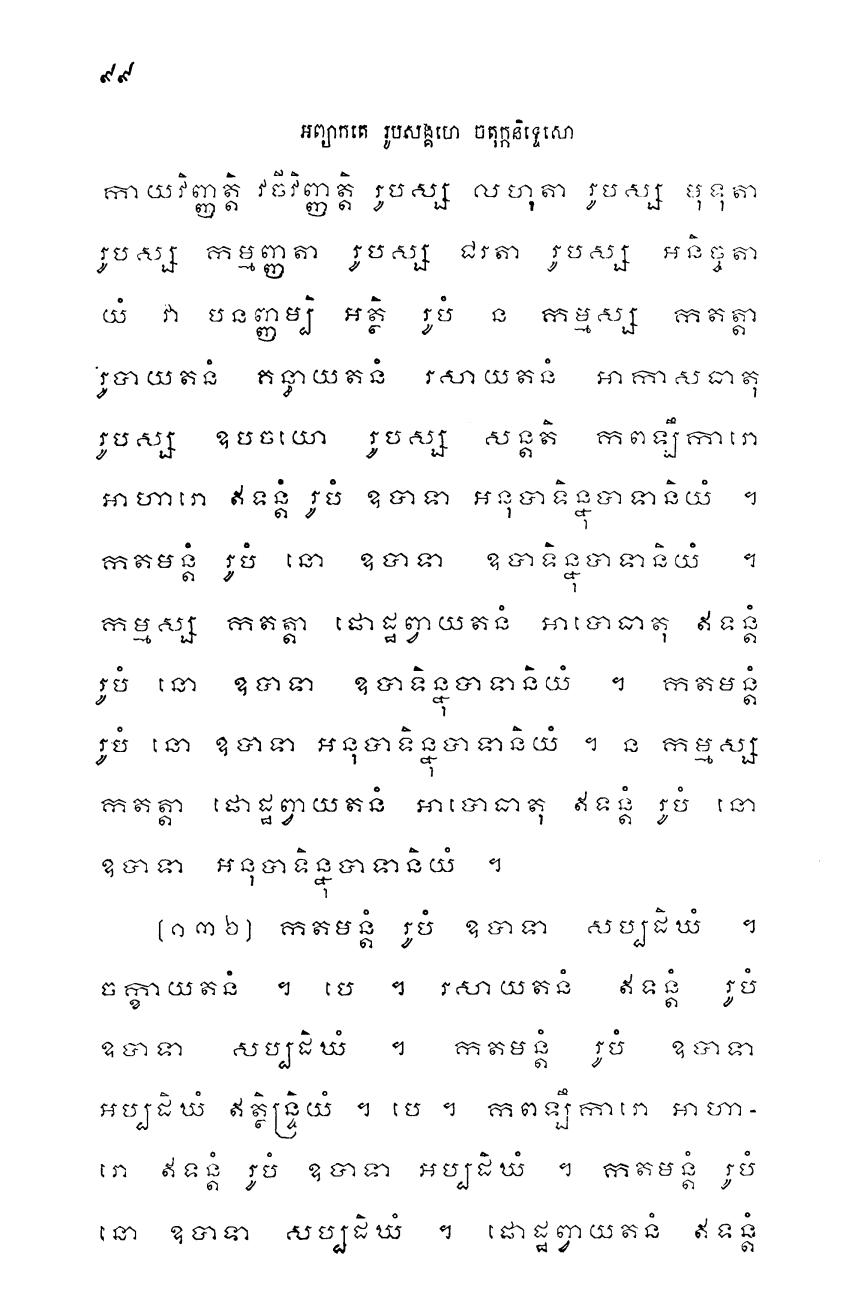 ៩៩
អព្យាកតេ រូបសង្គហេ ចតុក្កនិទ្ទេសោ
កាយវិញ្ញត្តិ វចីវិញ្ញត្តិ រូបស្ស លហុតា រូបស្ស មុទុតា
រូបស្ស កម្មញ្ញតា រូបស្ស ជរតា រូបស្ស អនិច្ចតា
យំ វា បនញ្ញម្បិ អត្ថិ រូបំ ន កម្មស្ស កតត្តា
រូបាយតនំ គន្ធាយតនំ រសាយតនំ អាកាសធាតុ
រូបស្ស ឧបចយោ រូបស្ស សន្តតិ កពឡឹការោ
អាហារោ ឥទន្តំ រូបំ ឧបាទា អនុបាទិន្នុបាទានិយំ ។
កតមន្តំ រូបំ នោ ឧបាទា ឧបាទិន្នុបាទានិយំ ។
កម្មស្ស កតត្តា ផោដ្ឋព្វាយតនំ អាបោធាតុ ឥទន្តំ
រូបំ នោ ឧបាទា ឧបាទិន្នុបាទានិយំ ។ កតមន្តំ
រូបំ នោ ឧបាទា អនុបាទិន្នុបាទានិយំ ។ ន កម្មស្ស
កតត្តា ផោដ្ឋព្វាយតនំ អាបោធាតុ ឥទន្តំ រូបំ នោ
ឧបាទា អនុបាទិន្នុបាទានិយំ ។
[១៣៦] កតមន្តំ រូបំ ឧបាទា សប្បដិឃំ ។
ចក្ខាយតនំ ។ បេ ។ រសាយតនំ ឥទន្តំ រូបំ
ឧបាទា សប្បដិឃំ ។ កតមន្តំ រូបំ ឧបាទា
អប្បដិឃំ ឥត្ថិន្ទ្រិយំ ។ បេ ។ កពឡឹការោ អាហា-
រោ ឥទន្តំ រូបំ ឧបាទា អប្បដិឃំ ។ កតមន្តំ រូបំ
នោ ឧបាទា សប្បដិឃំ ។ ផោដ្ឋព្វាយតនំ ឥទន្តំ